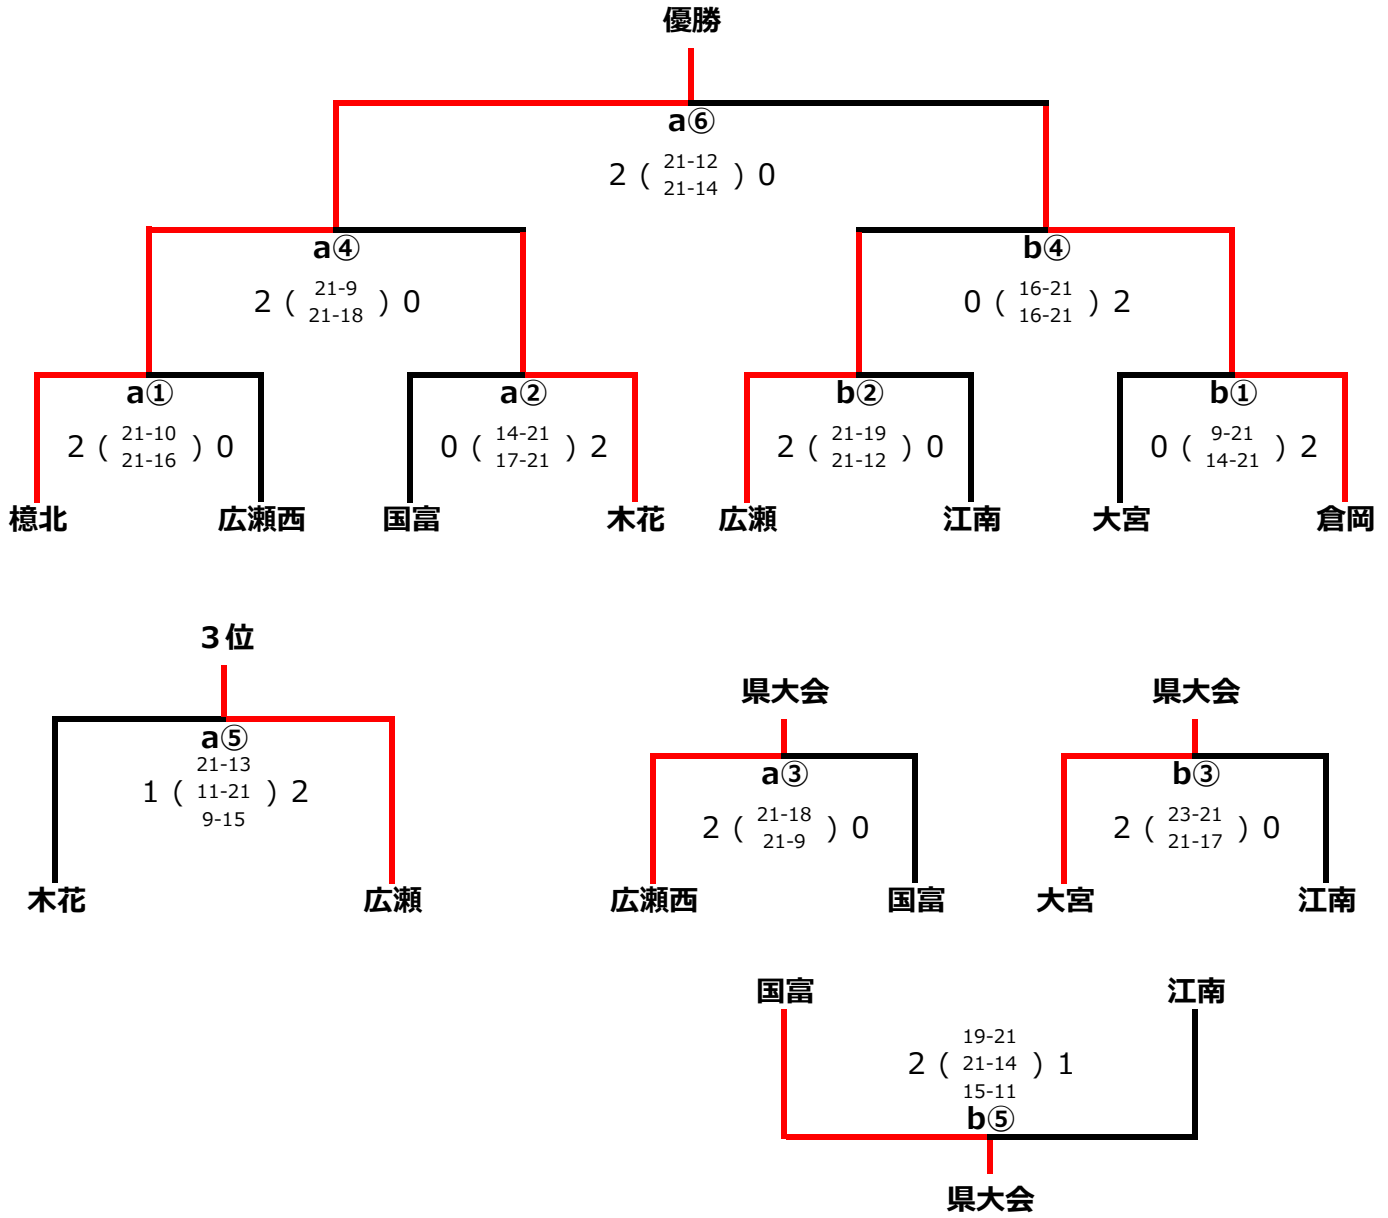 優勝
a⑥
2 ( 21-12 ) 0
21-14
a④
2 ( 21-9 ) 0
21-18
b④
0 ( 16-21 ) 2
16-21
a①
2 ( 21-10 ) 0
21-16
a②
0 ( 14-21 ) 2
17-21
b②
2 ( 21-19 ) 0
21-12
b①
0 ( 9-21 ) 2
14-21
檍北
広瀬西
国富
木花
広瀬
江南
大宮
倉岡
３位
a⑤
21-13
1 ( 11-21 ) 2
9-15
木花
広瀬
県大会
a③
2 ( 21-18 ) 0
21-9
広瀬西
国富
県大会
b③
2 ( 23-21 ) 0
21-17
大宮
江南
国富
江南
19-21
2 ( 21-14 ) 1
15-11
b⑤
県大会